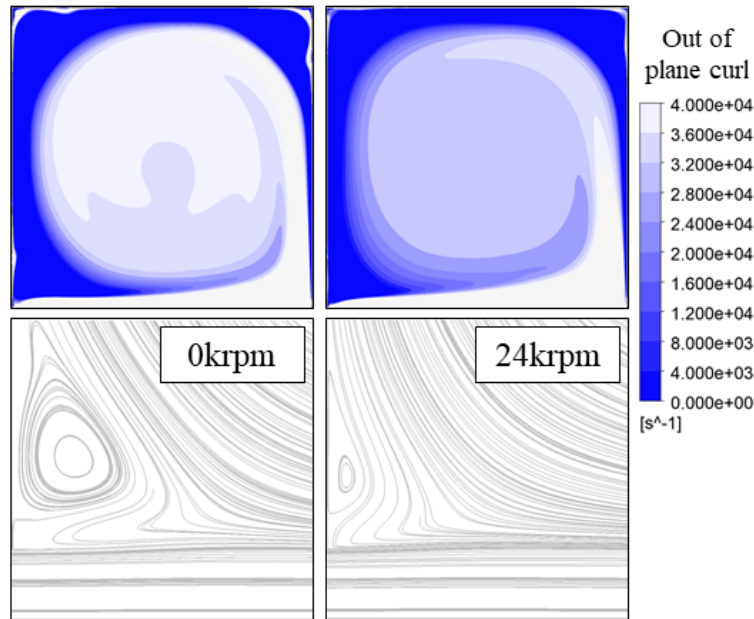 Out of
plane curl
4.000e+04
3.600e+04
3.200e+04
2.800e+04
2.400e+04
2.000e+04
1.600e+04
1.200e+04
8.000e+03
4.000e+03
0.000e+00
[s^-1]
0krpm
24krpm